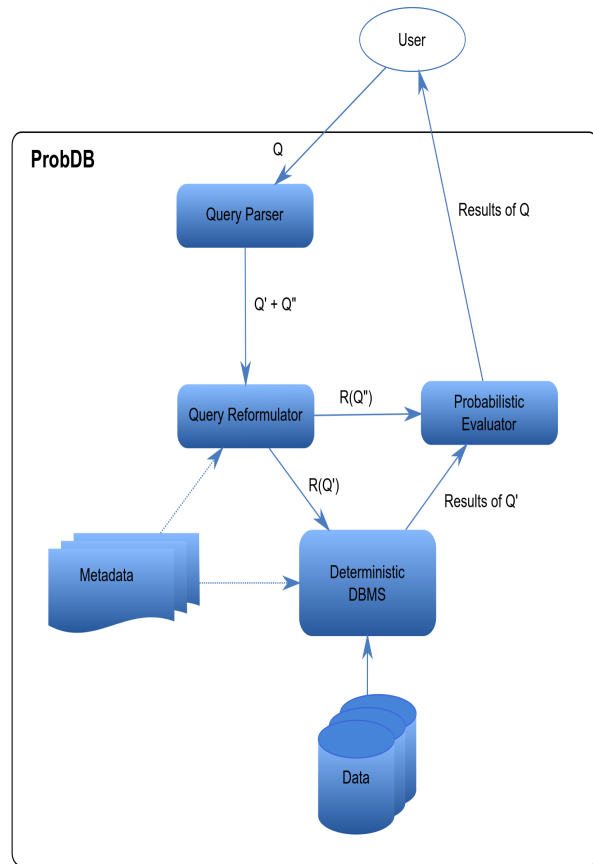 User
Q
ProbDB
Query Parser
Results of Q
Q' + Q"
Query Reformulator
R(Q")
Probabilistic
Evaluator
R(Q')
Results of Q'
Metadata
Deterministic
DBMS
Data